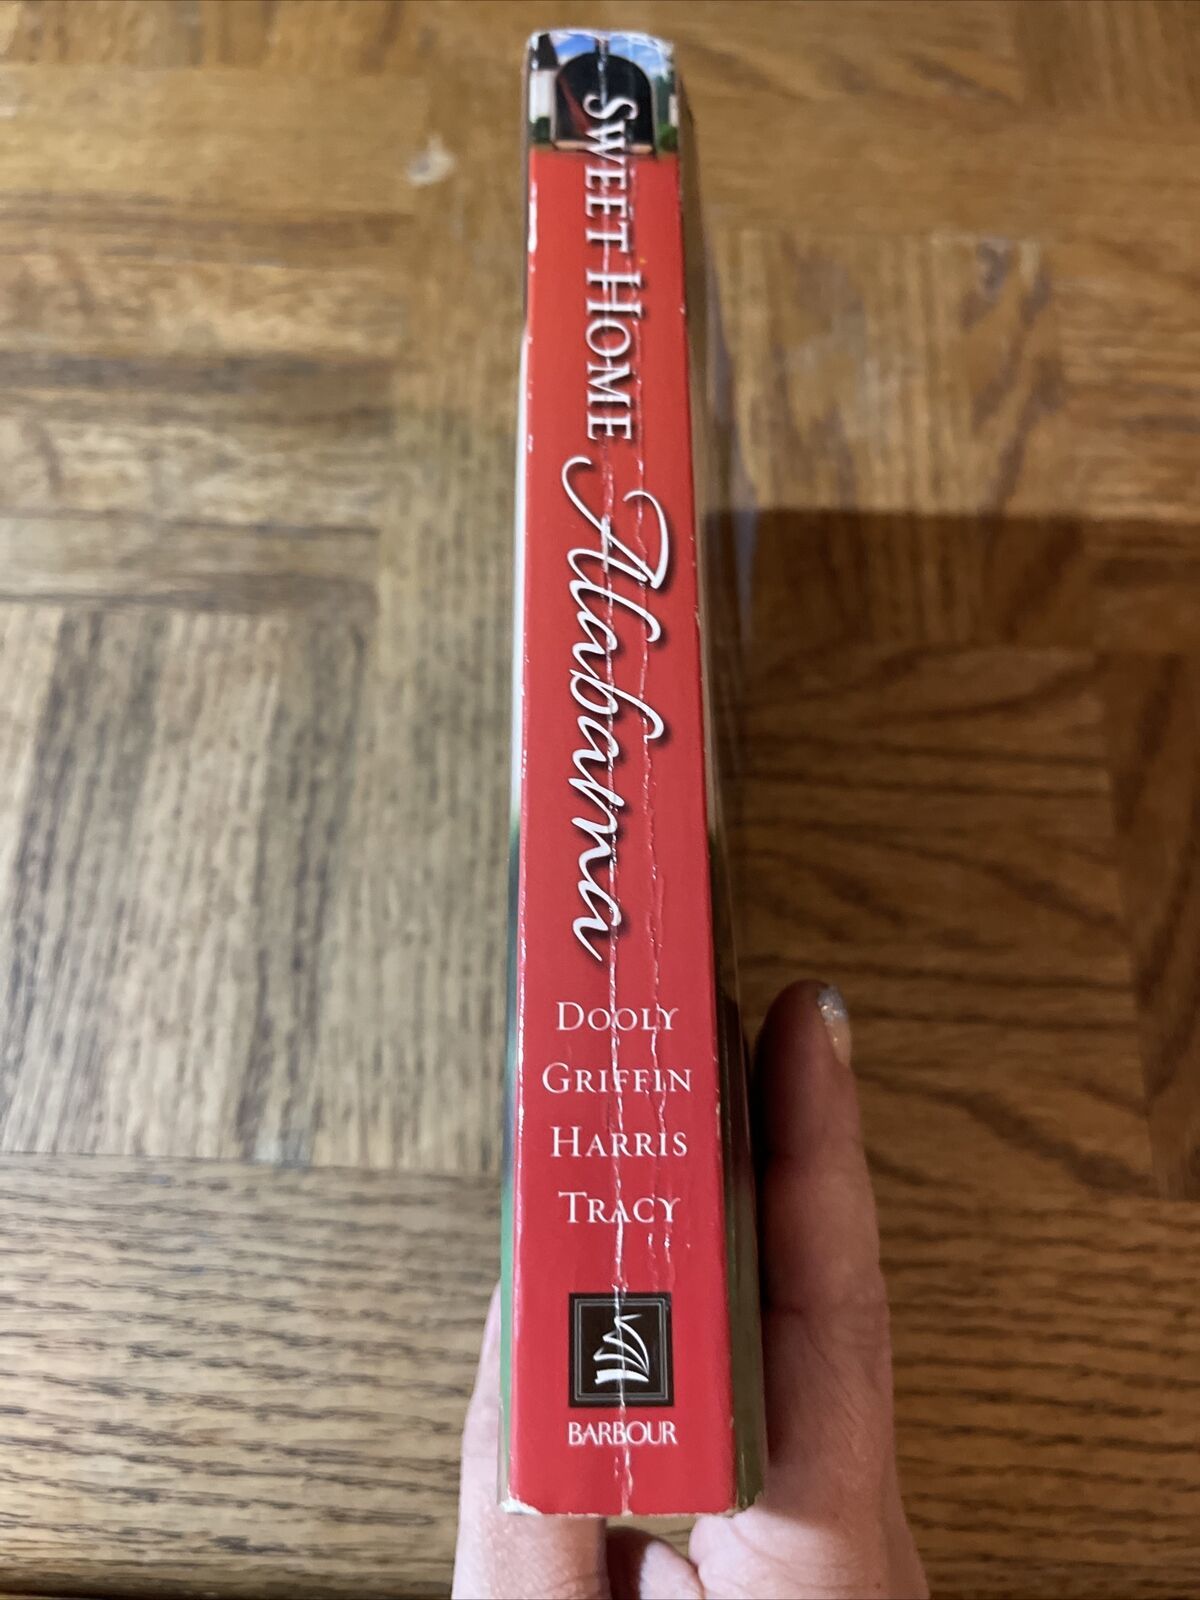 SWEET HOME
Alabama
DOOLY
GRIFFIN
HARRIS
TRACY
BARBOUR